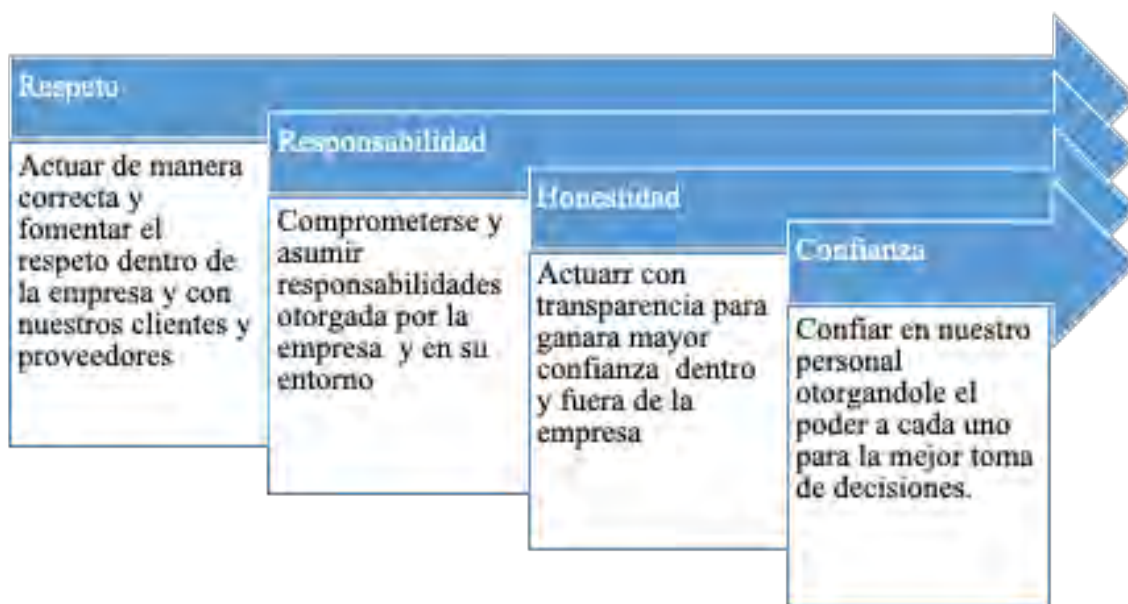 Respeto
Actuar de manera
correcta y
fomentar el
respeto dentro de
la empresa y con
nuestros clientes y
proveedores
Responsabilidad
Comprometerse y
asumir
responsabilidades
otorgada por la
empresa y en su
entorno
Honestidad
Actuarr con
transparencia para
ganara mayor
confianza dentro
y fuera de la
empresa
Confianza
Confiar en nuestro
personal
otorgandole el
poder a cada uno
para la mejor toma
de decisiones.